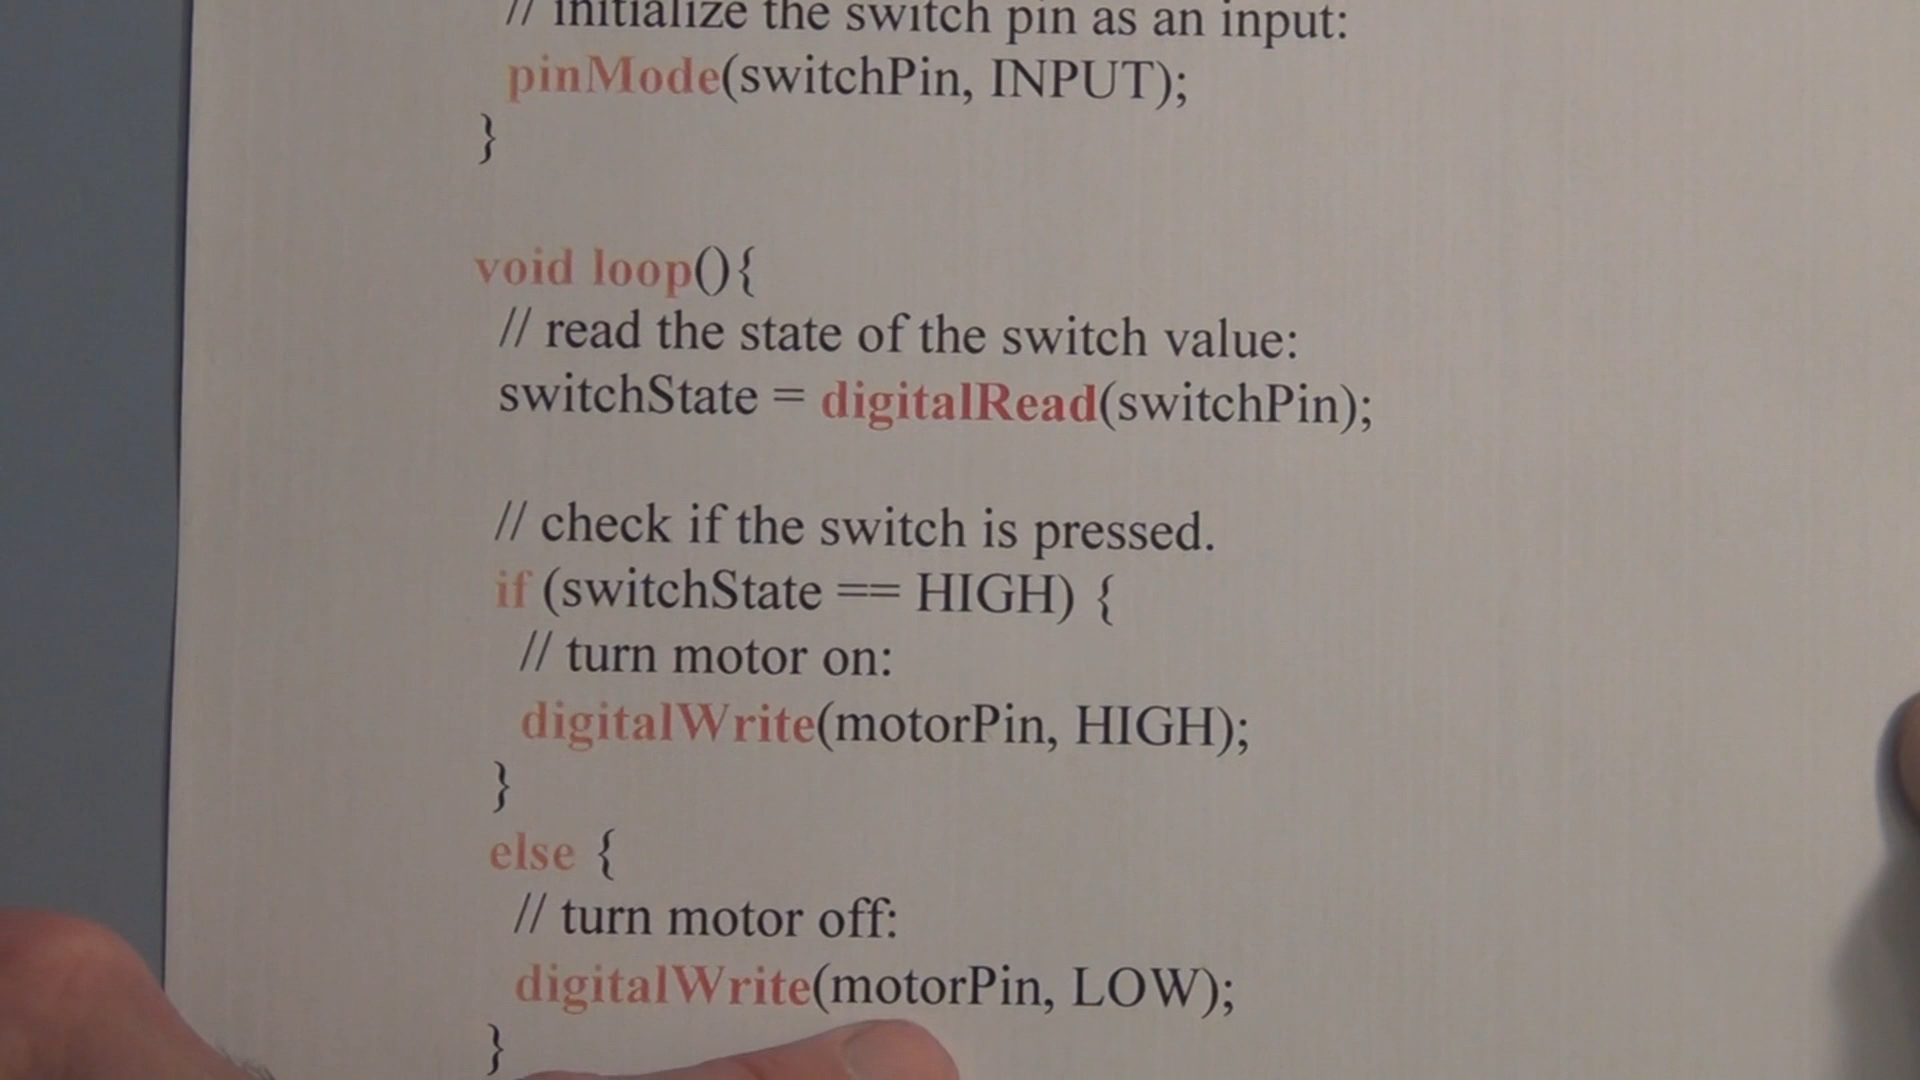 // initialize the switch pin as an input:
pinMode(switchPin, INPUT);
}
void loop(){
// read the state of the switch value:
switchState = digitalRead(switchPin);
// check if the switch is pressed.
if (switchState == HIGH) {
// turn motor on:
digitalWrite(motorPin, HIGH);
}
else {
// turn motor off:
digitalWrite(motorPin, LOW);
}